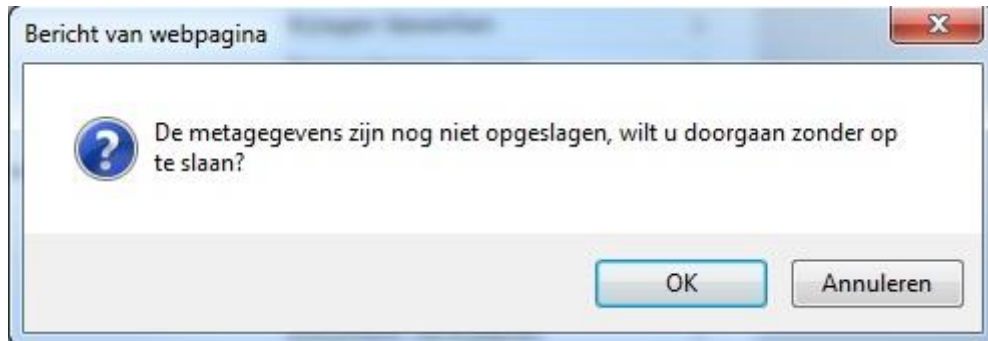 Bericht van webpagina
De metagegevens zijn nog niet opgeslagen, wilt u doorgaan zonder op
te slaan?
OK
Annuleren